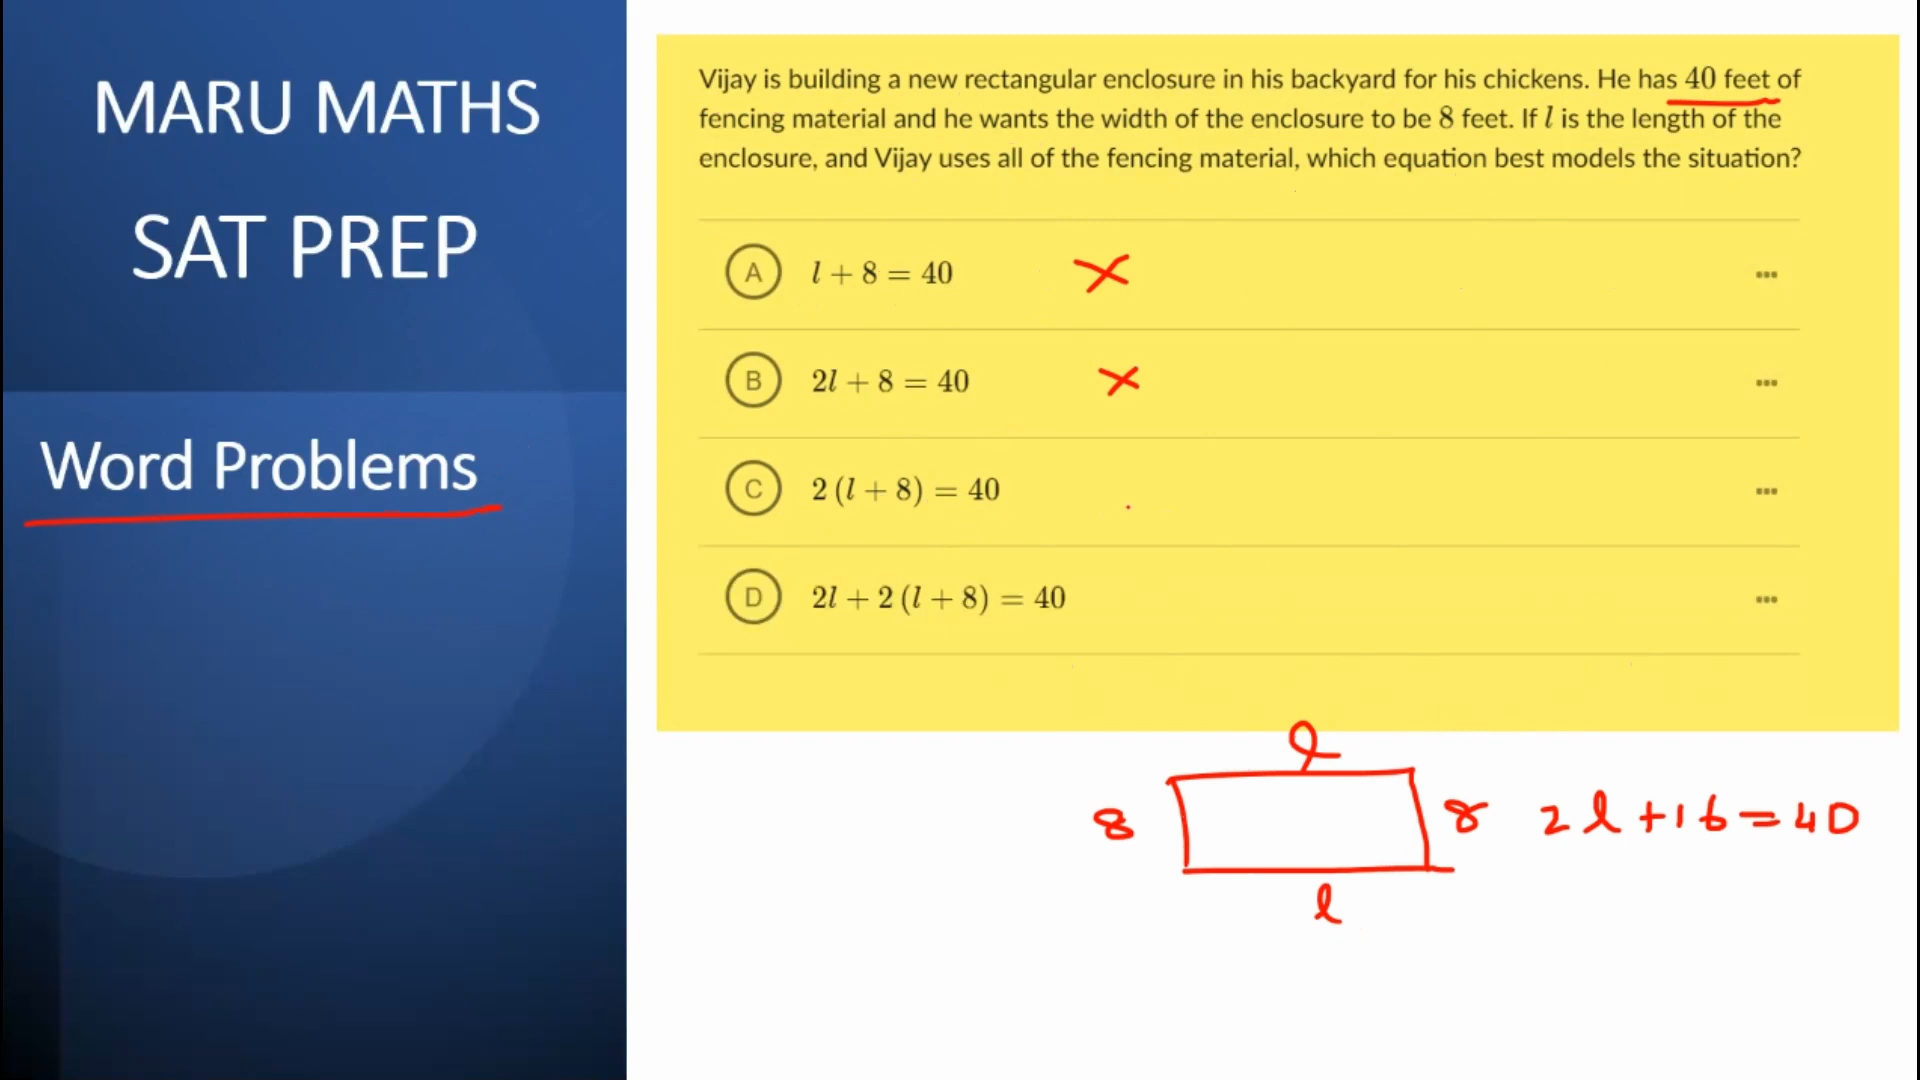 MARU MATHS
SAT PREP
Word Problems
Vijay is building a new rectangular enclosure in his backyard for his chickens. He has 40 feet of
fencing material and he wants the width of the enclosure to be 8 feet. If l is the length of the
enclosure, and Vijay uses all of the fencing material, which equation best models the situation?
A l + 8 = 40
B 2l + 8 = 40
C 2 (l + 8) = 40
D 2l + 2 (l + 8) = 40
l
8 8 2l+16=40
l